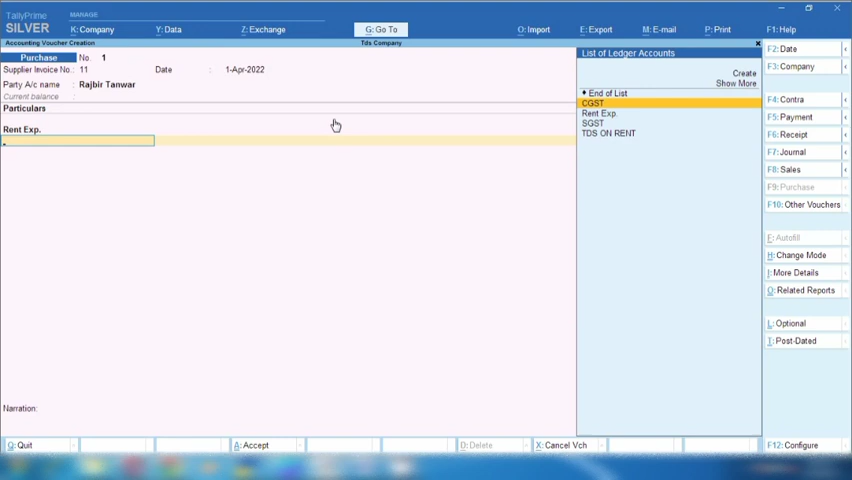 TallyPrime MANAGE
SILVER K: Company Y: Data Z: Exchange G: Go To O: Import E: Export M: E-mail P: Print F1: Help
Accounting Voucher Creation Tds Company
Purchase No. 1
Supplier Invoice No.: 11 Date : 1-Apr-2022
Party A/c name : Rajbir Tanwar
Current balance :
Particulars
Rent Exp.
Narration:
List of Ledger Accounts
Create
Show More
End of List
CGST
Rent Exp.
SGST
TDS ON RENT
F2: Date
F3: Company
F4: Contra
F5: Payment
F6: Receipt
F7: Journal
F8: Sales
F9: Purchase
F10: Other Vouchers
F: Autofill
H: Change Mode
I: More Details
O: Related Reports
L: Optional
T: Post-Dated
Q: Quit A: Accept D: Delete X: Cancel Vch F12: Configure